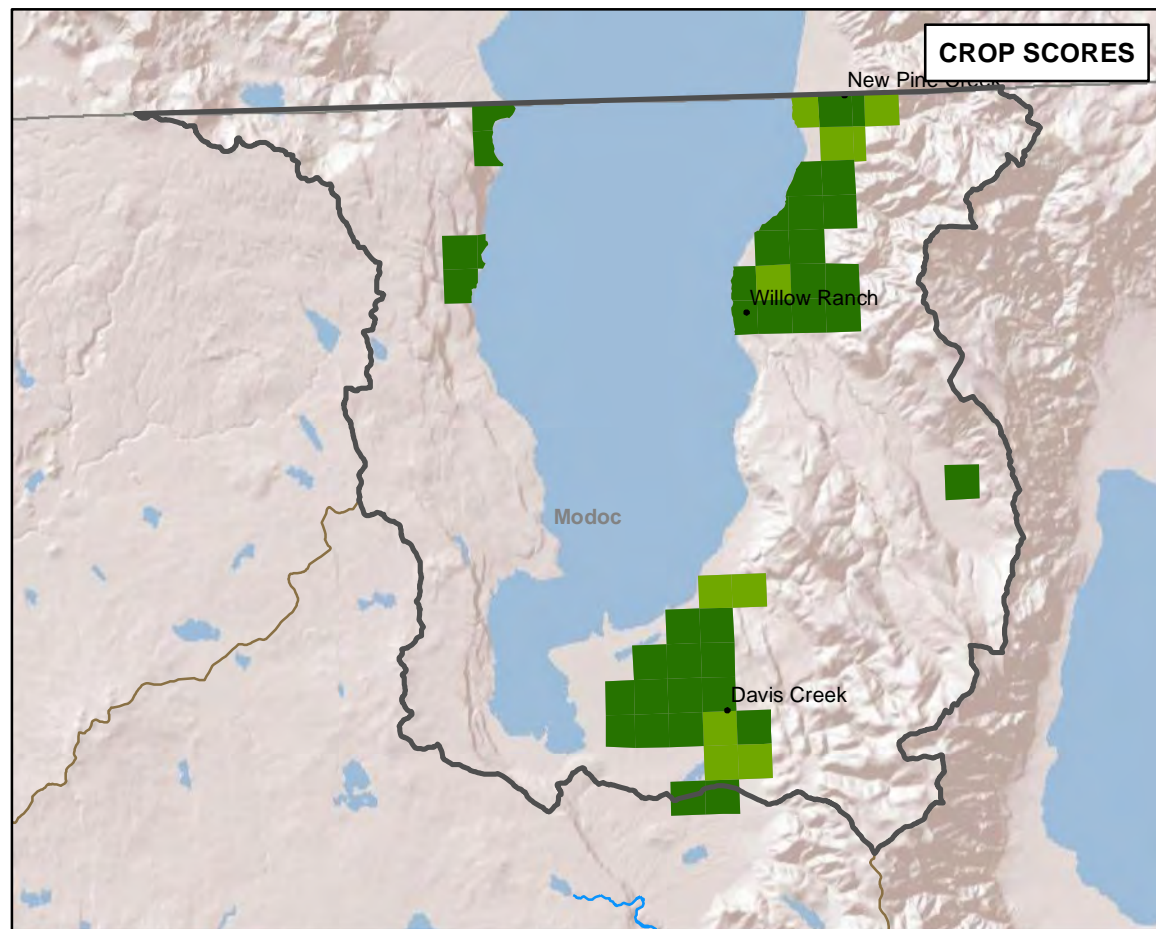 CROP SCORES
New Pine Creek
Willow Ranch
Modoc
Davis Creek